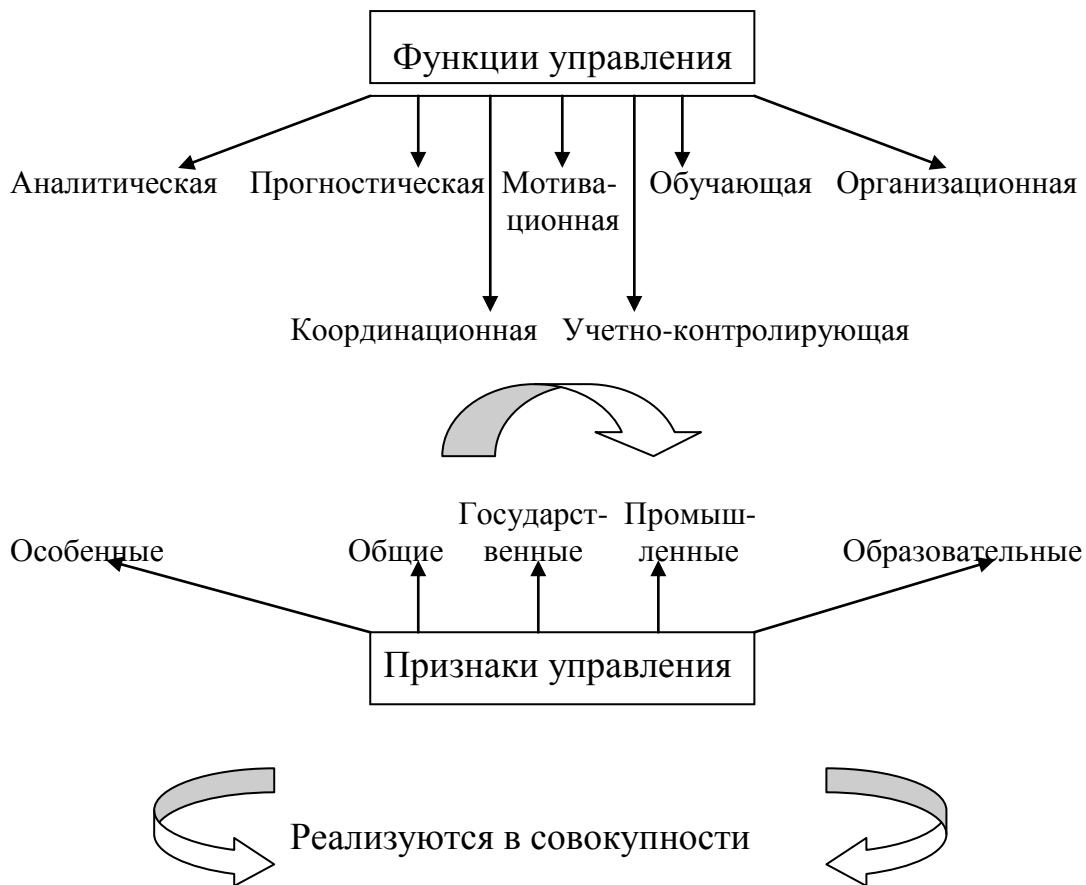 Функции управления
Аналитическая Прогностическая Мотива- Обучающая Организационная
ционная
Координационная Учетно-контролирующая
Государст- Промыш-
Особенные Общие венные ленные Образовательные
Признаки управления
Реализуются в совокупности